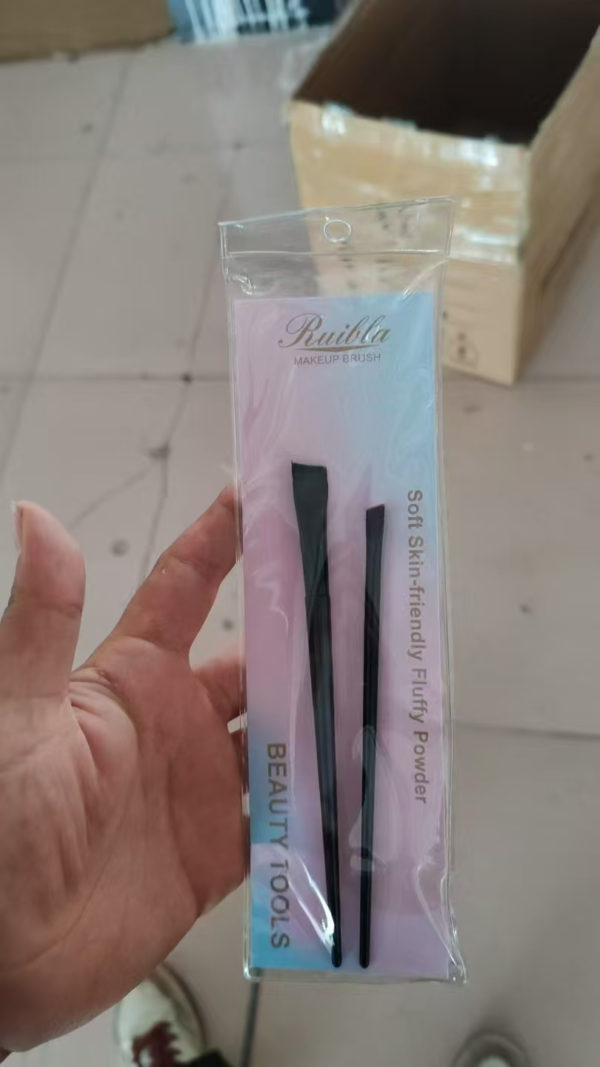 Ruibla
MAKEUP BRUSH
Soft Skin-friendly Fluffy Powder
BEAUTY TOOLS